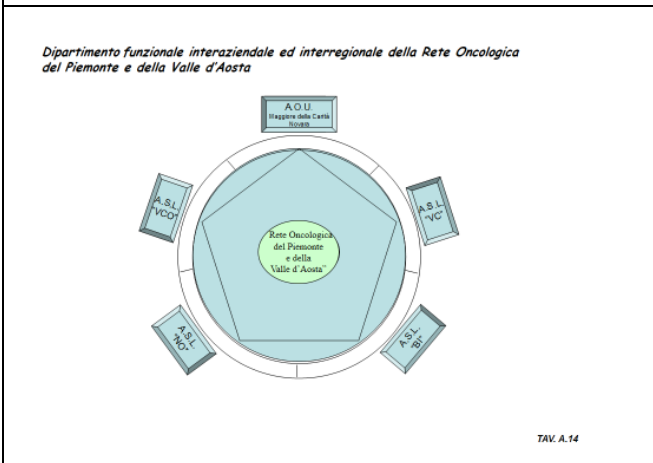 Dipartimento funzionale interaziendale ed interregionale della Rete Oncologica
del Piemonte e della Valle d'Aosta
A.O.U.
Maggiore della Carità
Novara
A.S.L.
"VCO"
A.S.L.
"VC"
Rete Oncologica
del Piemonte
e della
Valle d'Aosta"
A.S.L.
"NO"
A.S.L.
"BI"
TAV. A.14